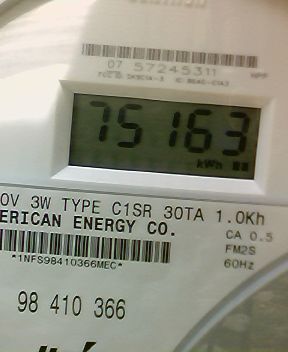 07 57245311
75163
kWh
0V 3W TYPE C1SR 30TA 1.0Kh
ERICAN ENERGY CO.
CA 0.5
FM2S
60Hz
*1NFS98410366MEC*
98 410 366